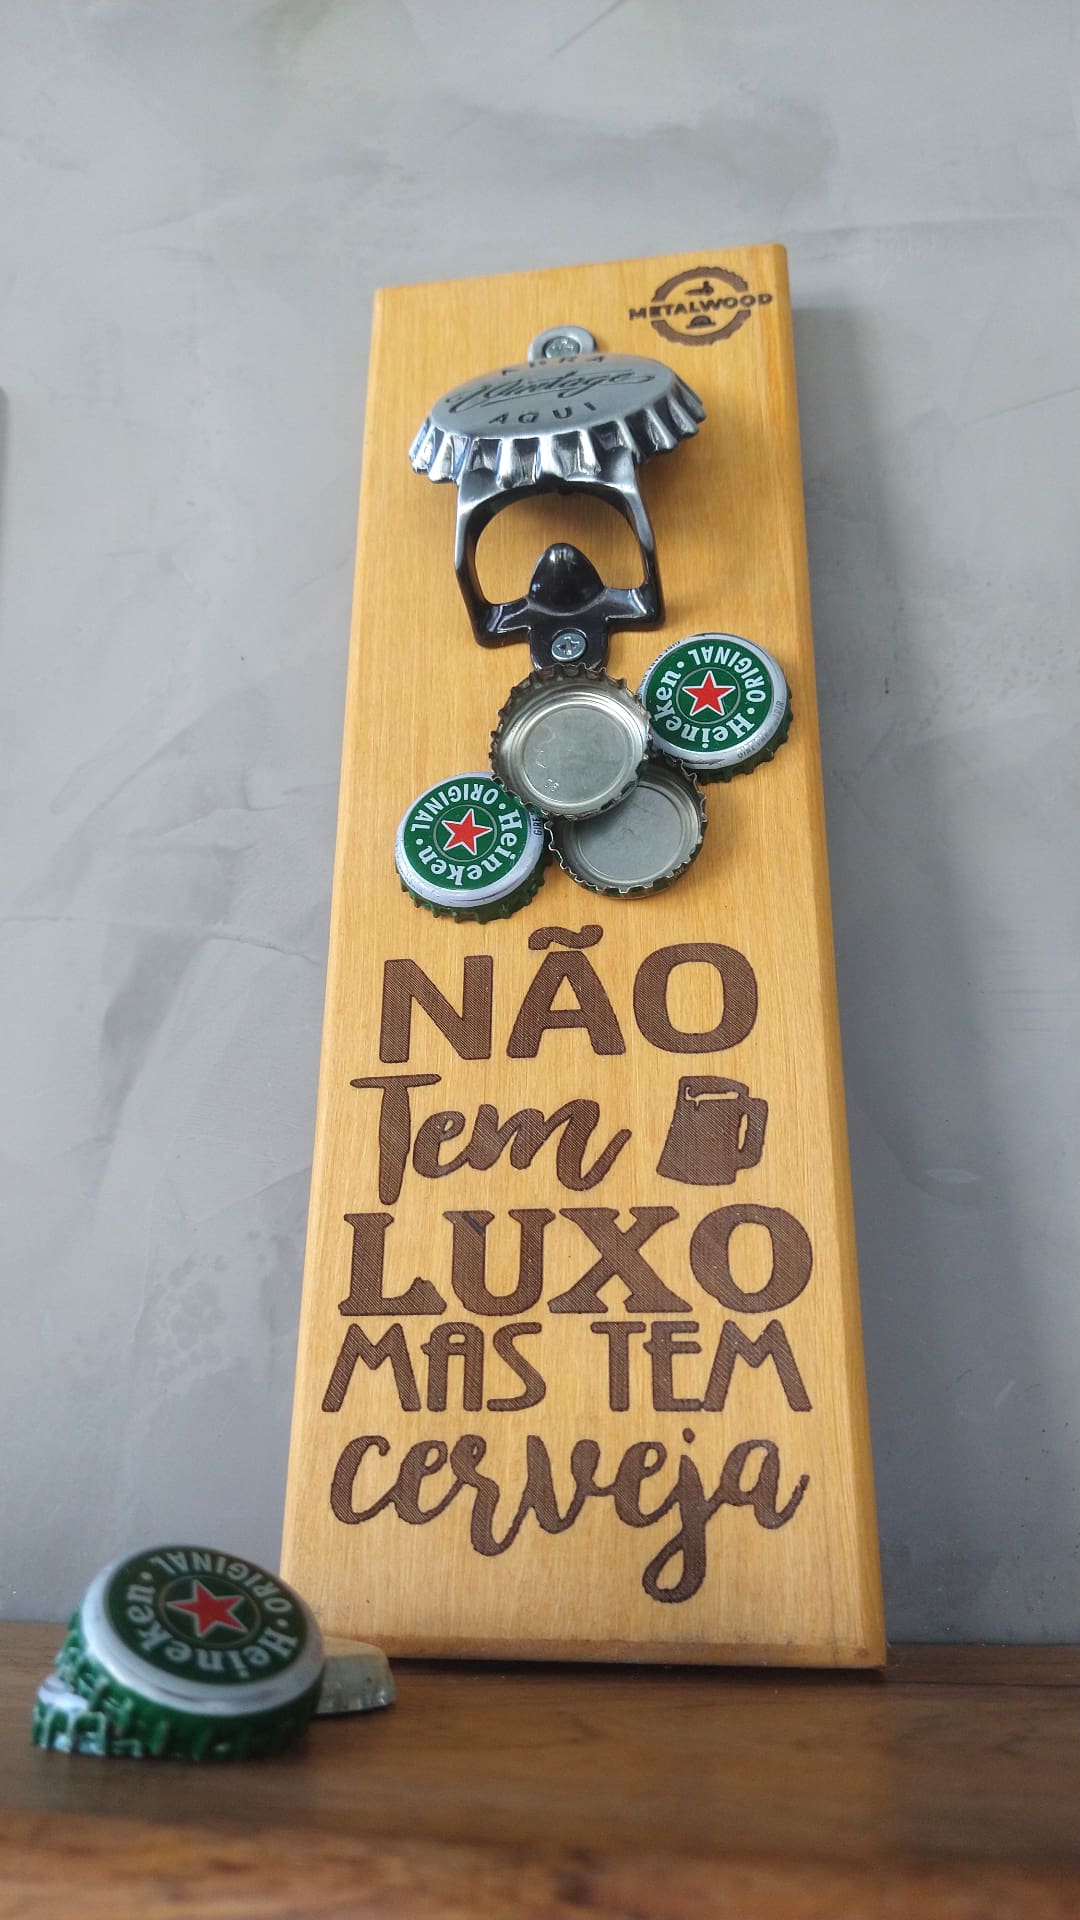 METALWOOD
ABRA
Vintage
AQUI
Heineken • ORIGINAL •
Heineken • ORIGINAL •
NÃO
Tem
LUXO
MAS TEM
cerveja
Heineken • ORIGINAL •